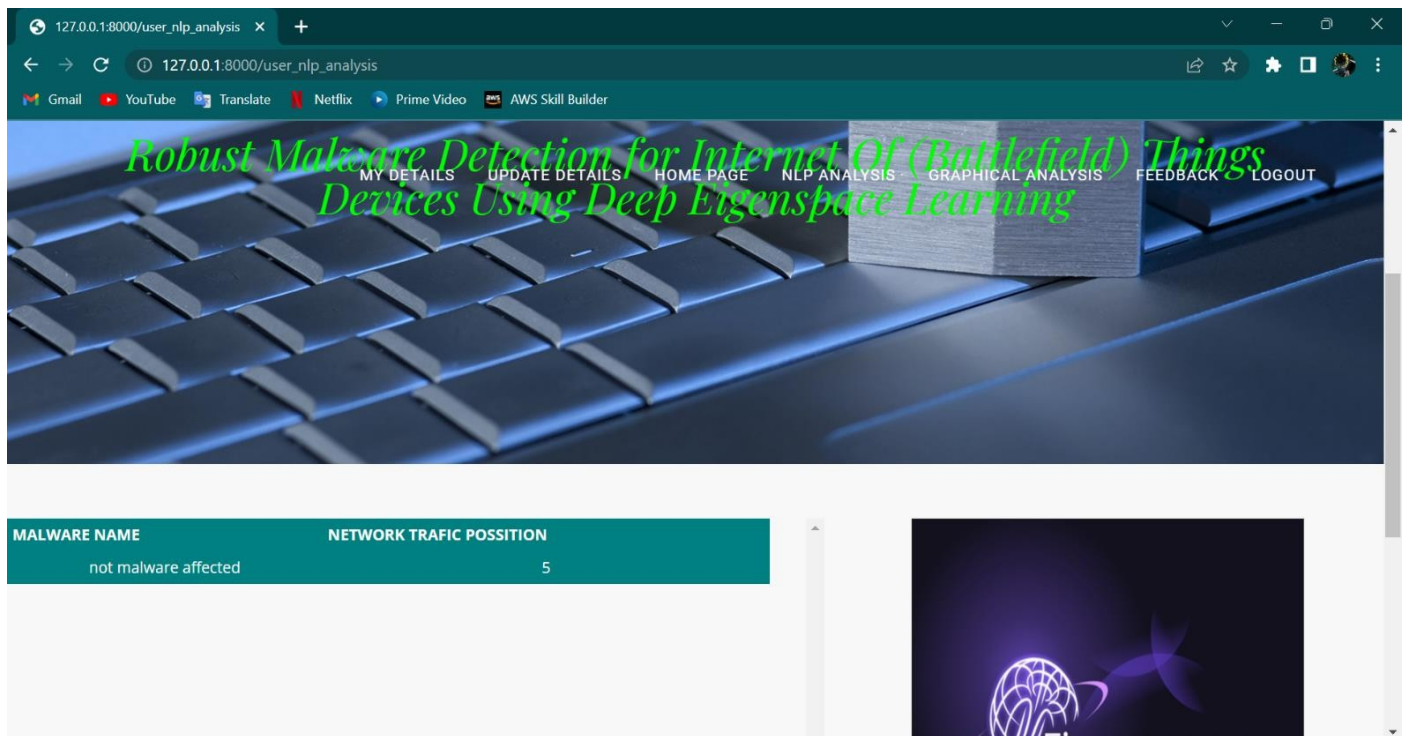 127.0.0.1:8000/user_nlp_analysis
127.0.0.1:8000/user_nlp_analysis
Gmail YouTube Translate Netflix Prime Video aws AWS Skill Builder
Robust Malware Detection for Internet Of (Battlefield) Things
MY DETAILS UPDATE DETAILS HOME PAGE NLP ANALYSIS GRAPHICAL ANALYSIS FEEDBACK LOGOUT
Devices Using Deep Eigenspace Learning
MALWARE NAME NETWORK TRAFIC POSSITION
not malware affected 5